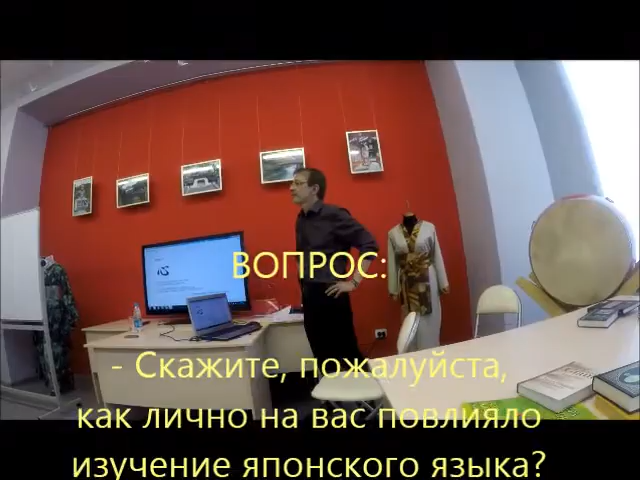 ВОПРОС:
- Скажите, пожалуйста,
как лично на вас повлияло
изучение японского языка?